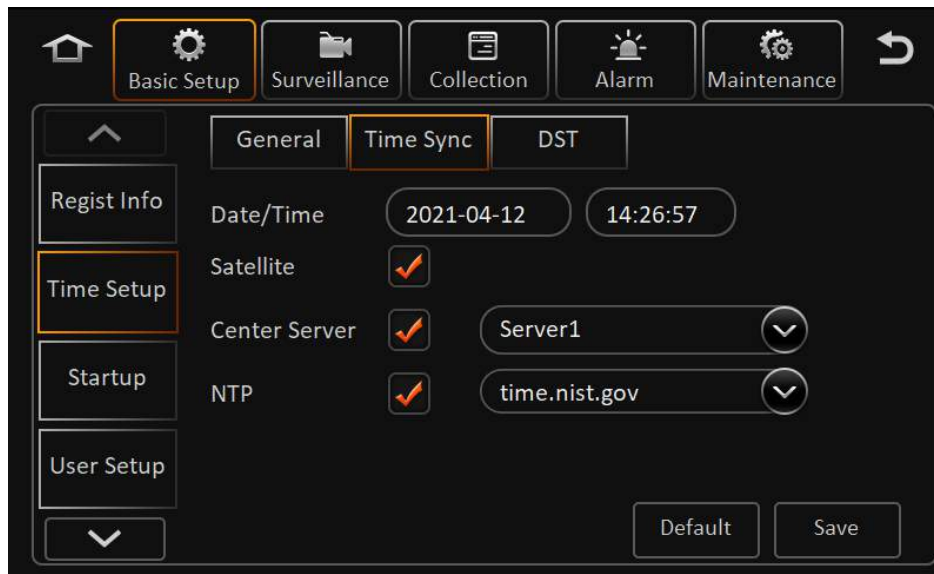 Basic Setup
Surveillance
Collection
Alarm
Maintenance
General
Time Sync
DST
Regist Info
Time Setup
Startup
User Setup
Date/Time 2021-04-12 14:26:57
Satellite
Center Server Server1
NTP time.nist.gov
Default
Save